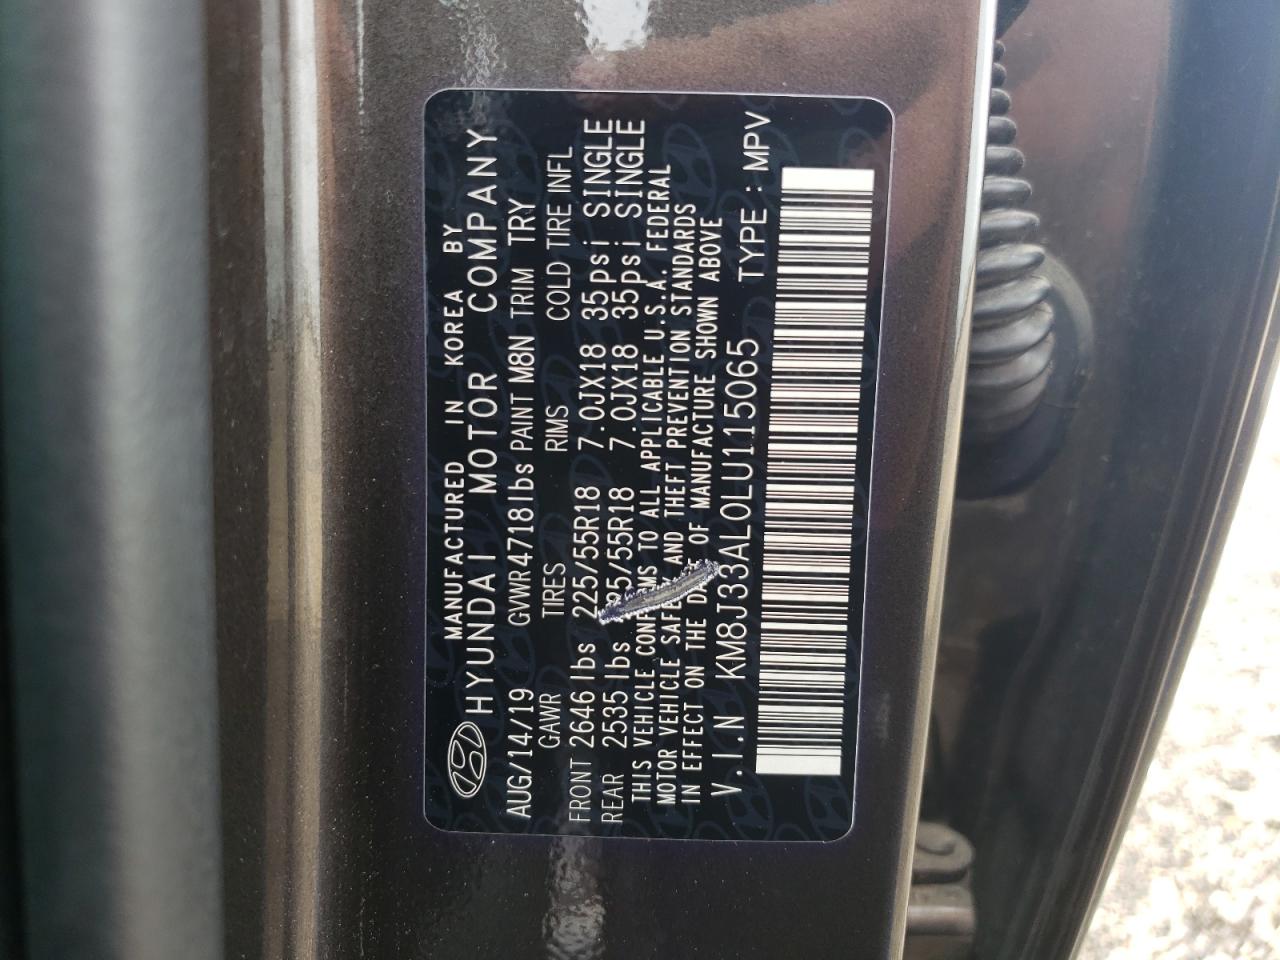 MANUFACTURED IN KOREA BY
HYUNDAI MOTOR COMPANY
AUG/14/19 GVWR4718lbs PAINT M8N TRIM TRY
GAWR TIRES RIMS COLD TIRE INFL
FRONT 2646 lbs 225/55R18 7.0JX18 35psi SINGLE
REAR 2535 lbs 7.0JX18 35psi SINGLE
THIS VEHICLE TO ALL APPLICABLE U.S.A. FEDERAL
MOTOR VEHICLE AND THEFT PREVENTION STANDARDS
IN EFFECT ON THE OF MANUFACTURE SHOWN ABOVE
V.I.N KM8J33AL0LU115065 TYPE : MPV